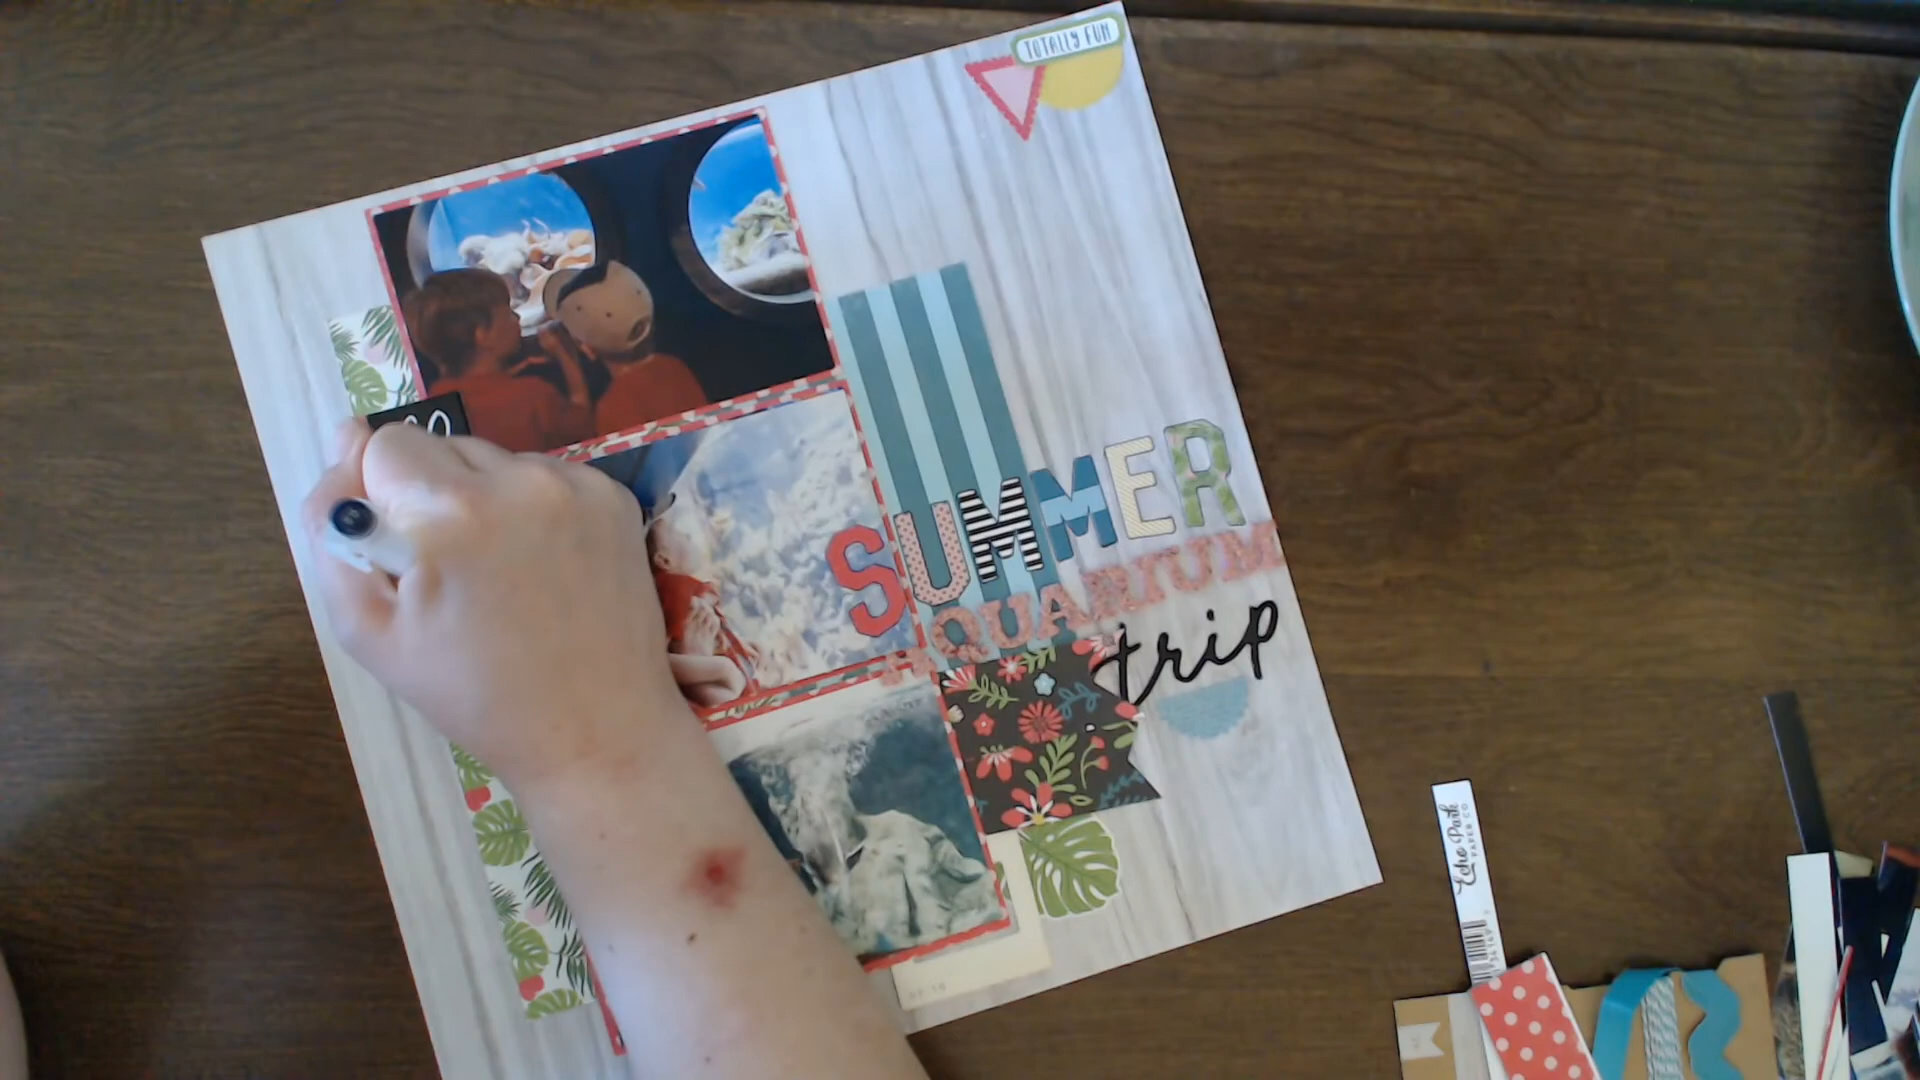 TOTALLY FUN
SUMMER
AQUARIUM
trip
Echo Park
PAPER CO